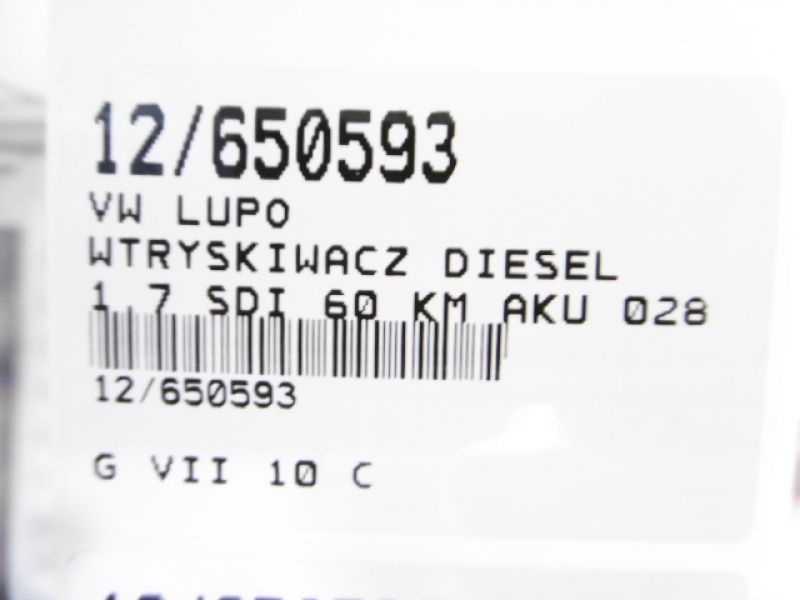 12/650593
VW LUPO
WTRYSKIWACZ DIESEL
1.7 SDI 60 KM AKU 028
12/650593
G VII 10 C